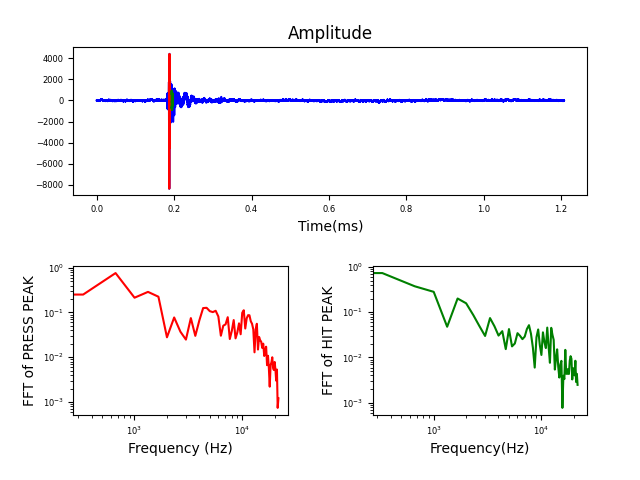 Amplitude
4000
2000
0
−2000
−4000
−6000
−8000
0.0 0.2 0.4 0.6 0.8 1.0 1.2
Time(ms)
FFT of PRESS PEAK
10⁰
10⁻¹
10⁻²
10⁻³
10³ 10⁴
Frequency (Hz)
FFT of HIT PEAK
10⁰
10⁻¹
10⁻²
10⁻³
10³ 10⁴
Frequency(Hz)